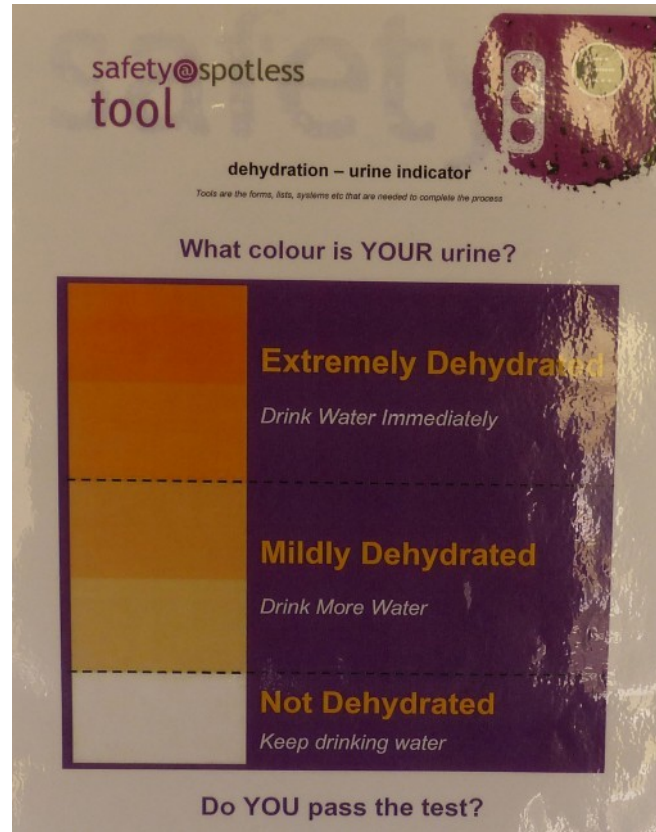 safety@spotless
tool
dehydration – urine indicator
Tools are the forms, lists, systems etc that are needed to complete the process
What colour is YOUR urine?
Extremely Dehydrated
Drink Water Immediately
Mildly Dehydrated
Drink More Water
Not Dehydrated
Keep drinking water
Do YOU pass the test?